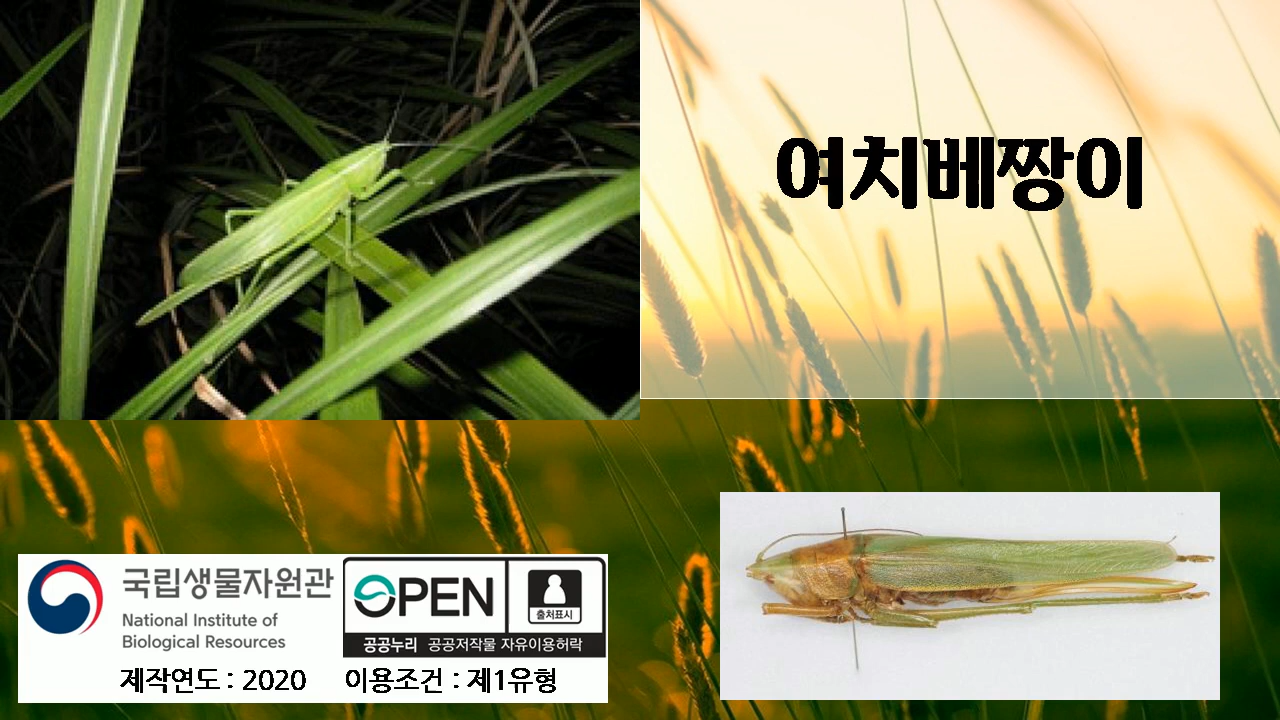 여치베짱이
국립생물자원관
National Institute of
Biological Resources
OPEN
출처표시
공공누리 공공저작물 자유이용허락
제작연도 : 2020 이용조건 : 제1유형